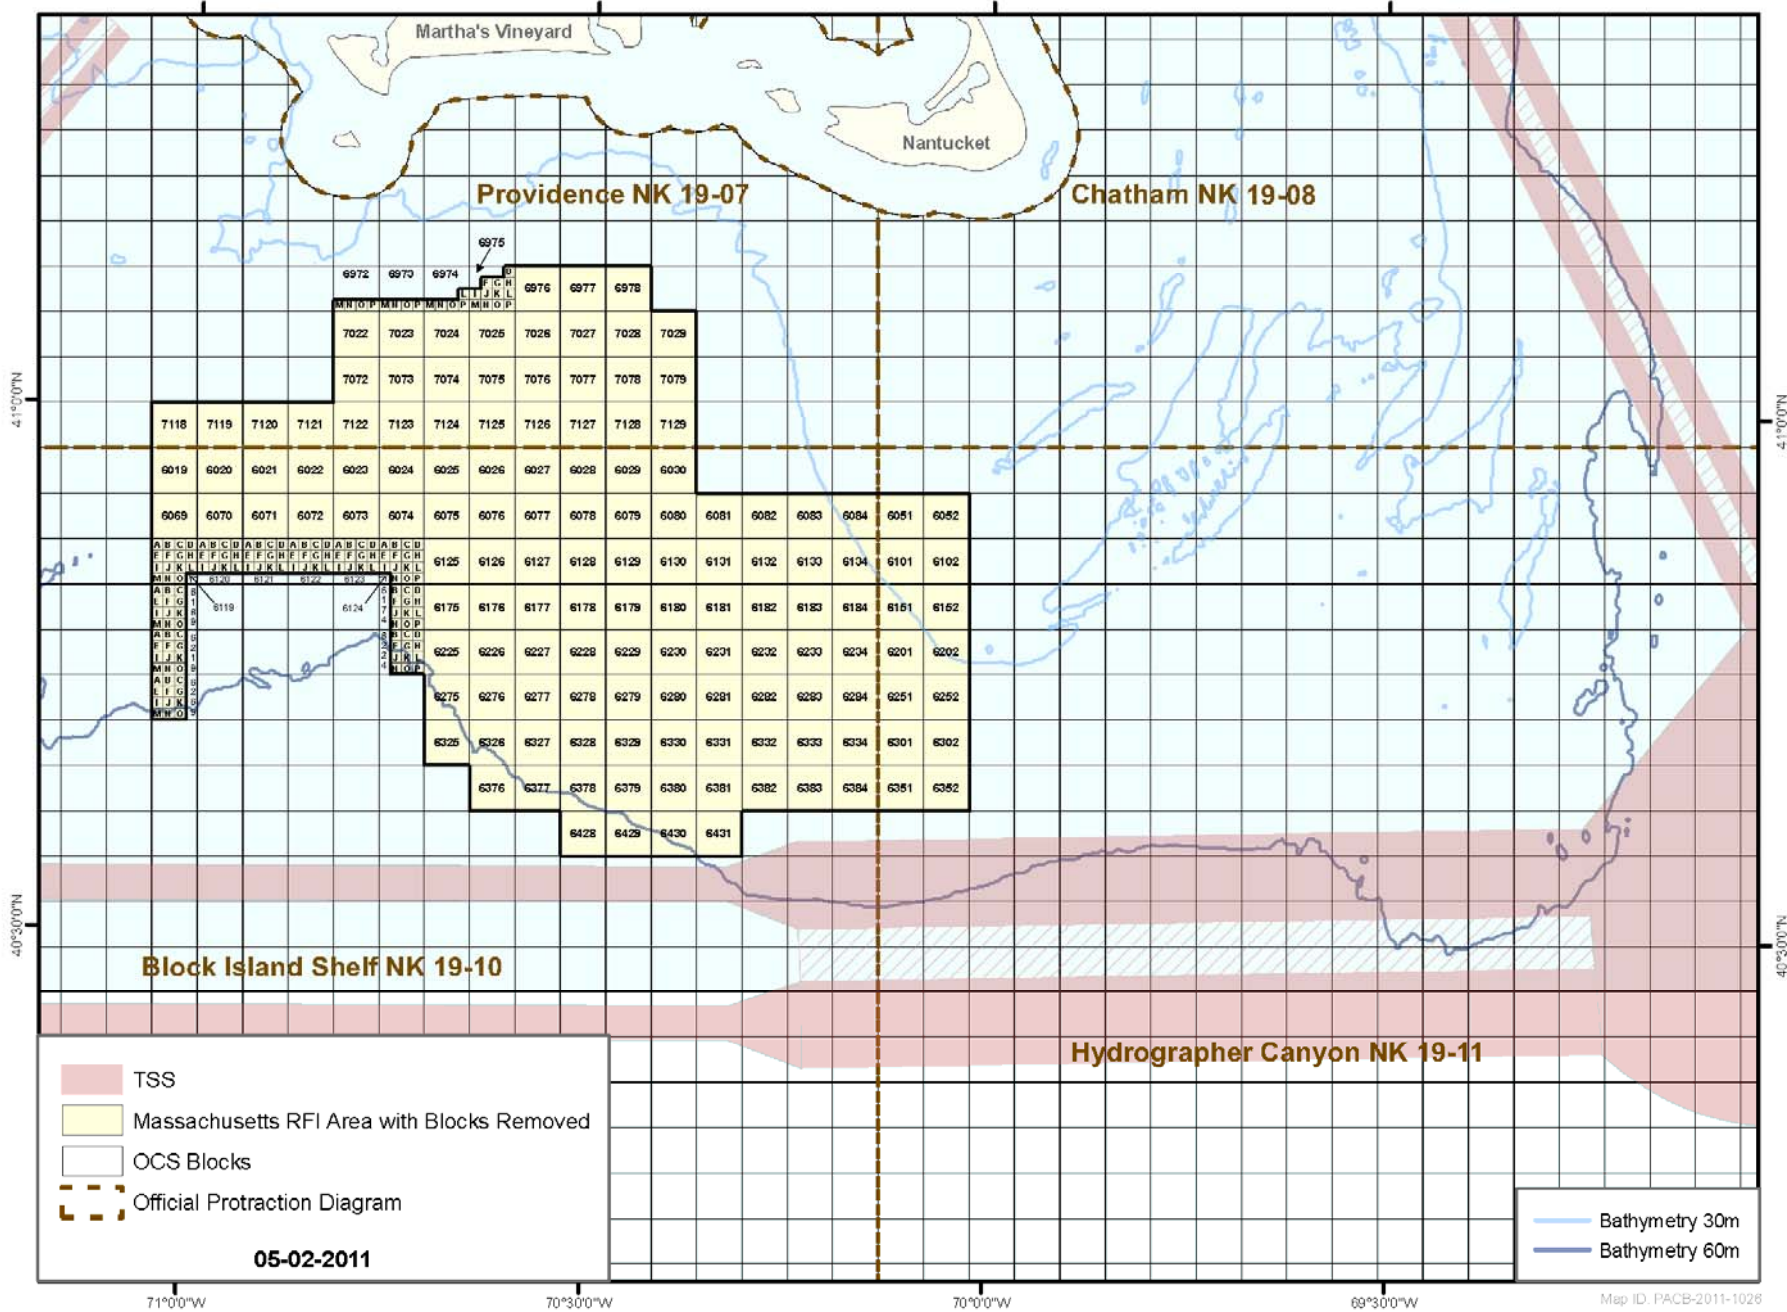 Martha's Vineyard
Nantucket
Providence NK 19-07
Chatham NK 19-08
6975
6972 6973 6974
D
F G H
6976 6977 6978
L I J K L
M N O P M N O P M N O P M N O P
7022 7023 7024 7025 7026 7027 7028 7029
7072 7073 7074 7075 7076 7077 7078 7079
41°0'0"N
41°0'0"N
7118 7119 7120 7121 7122 7123 7124 7125 7126 7127 7128 7129
6019 6020 6021 6022 6023 6024 6025 6026 6027 6028 6029 6030
6069 6070 6071 6072 6073 6074 6075 6076 6077 6078 6079 6080 6081 6082 6083 6084 6051 6052
A B C D A B C D A B C D A B C D A B C D A B C D
E F G H E F G H E F G H E F G H E F G H E F G H
I J K L I J K L I J K L I J K L I J K L I J K L
6125 6126 6127 6128 6129 6130 6131 6132 6133 6134 6101 6102
M N O 6120 6121 6122 6123 N O P
6119 6124
6175 6176 6177 6178 6179 6180 6181 6182 6183 6184 6151 6152
6225 6226 6227 6228 6229 6230 6231 6232 6233 6234 6201 6202
6275 6276 6277 6278 6279 6280 6281 6282 6283 6284 6251 6252
6325 6326 6327 6328 6329 6330 6331 6332 6333 6334 6301 6302
6376 6377 6378 6379 6380 6381 6382 6383 6384 6351 6352
6428 6429 6430 6431
40°30'0"N
40°30'0"N
Block Island Shelf NK 19-10
Hydrographer Canyon NK 19-11
TSS
Massachusetts RFI Area with Blocks Removed
OCS Blocks
Official Protraction Diagram
05-02-2011
Bathymetry 30m
Bathymetry 60m
71°0'0"W
70°30'0"W
70°0'0"W
69°30'0"W
Map ID: PACB-2011-1026